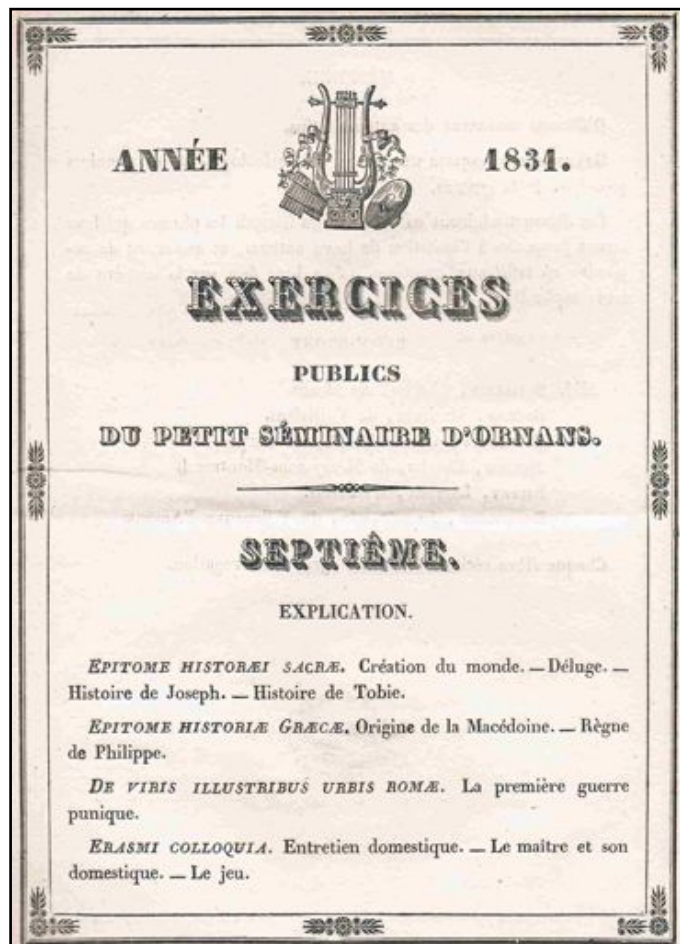 ANNÉE 1831.
EXERCICES
PUBLICS
DU PETIT SÉMINAIRE D'ORNANS.
SEPTIÈME.
EXPLICATION.
EPITOME HISTORÆI SACRÆ. Création du monde. — Déluge. —
Histoire de Joseph. — Histoire de Tobie.
EPITOME HISTORIÆ GRÆCÆ. Origine de la Macédoine. — Règne
de Philippe.
DE VIRIS ILLUSTRIBUS URBIS ROMÆ. La première guerre
punique.
ERASMI COLLOQUIA. Entretien domestique. — Le maître et son
domestique. — Le jeu.